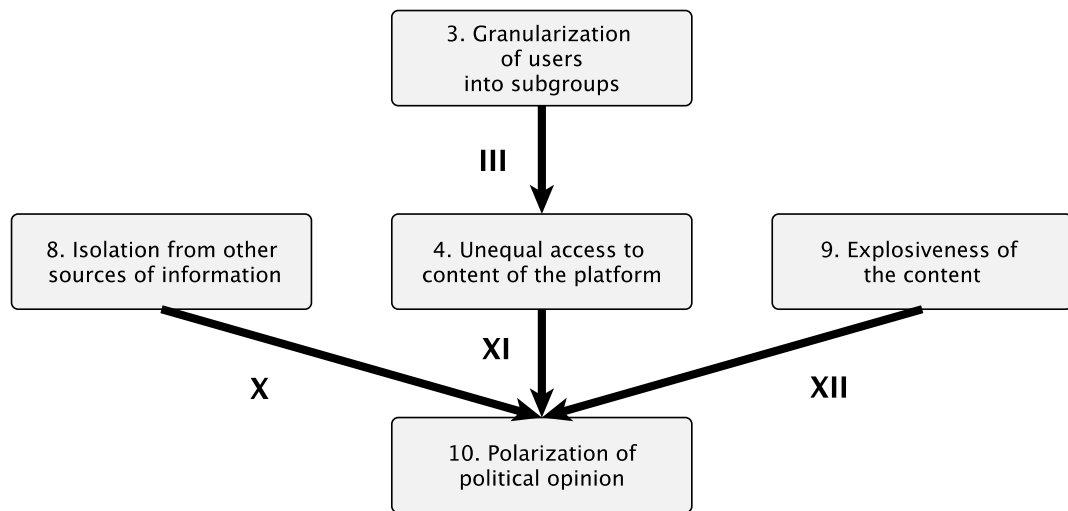 3. Granularization
of users
into subgroups
III
8. Isolation from other
sources of information
4. Unequal access to
content of the platform
9. Explosiveness of
the content
X
XI
XII
10. Polarization of
political opinion